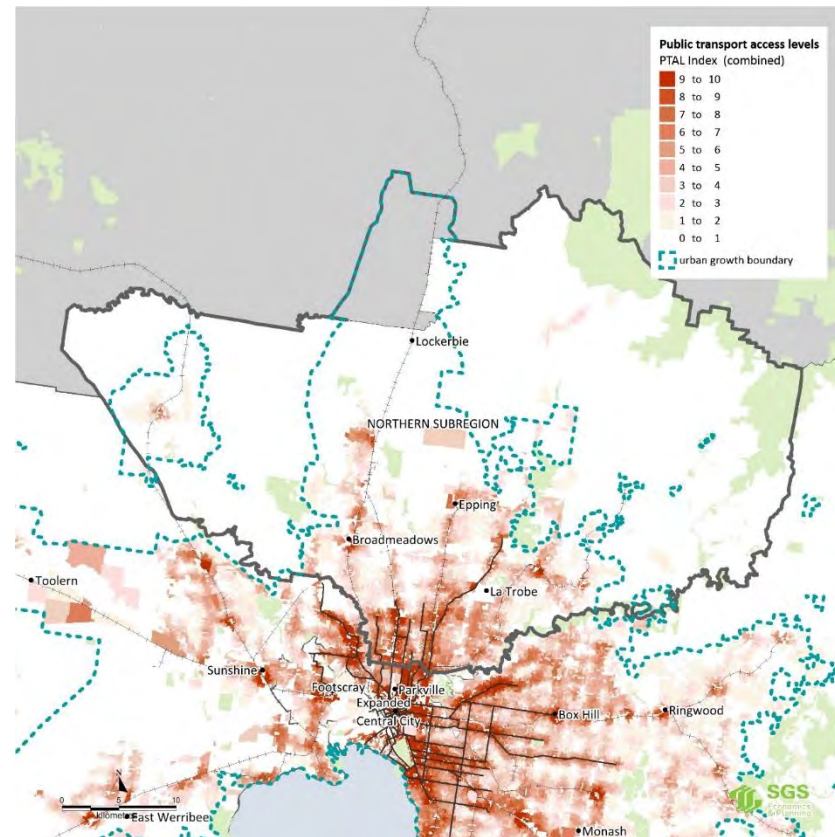 Public transport access levels
PTAL Index (combined)
9 to 10
8 to 9
7 to 8
6 to 7
5 to 6
4 to 5
3 to 4
2 to 3
1 to 2
0 to 1
urban growth boundary
Lockerbie
NORTHERN SUBREGION
Epping
Broadmeadows
Toolern
La Trobe
Sunshine
Footscray
Parkville
Expanded
Central City
Box Hill
Ringwood
N
0 5 10
kilometres
East Werribee
Monash
SGS
Economics
& Planning